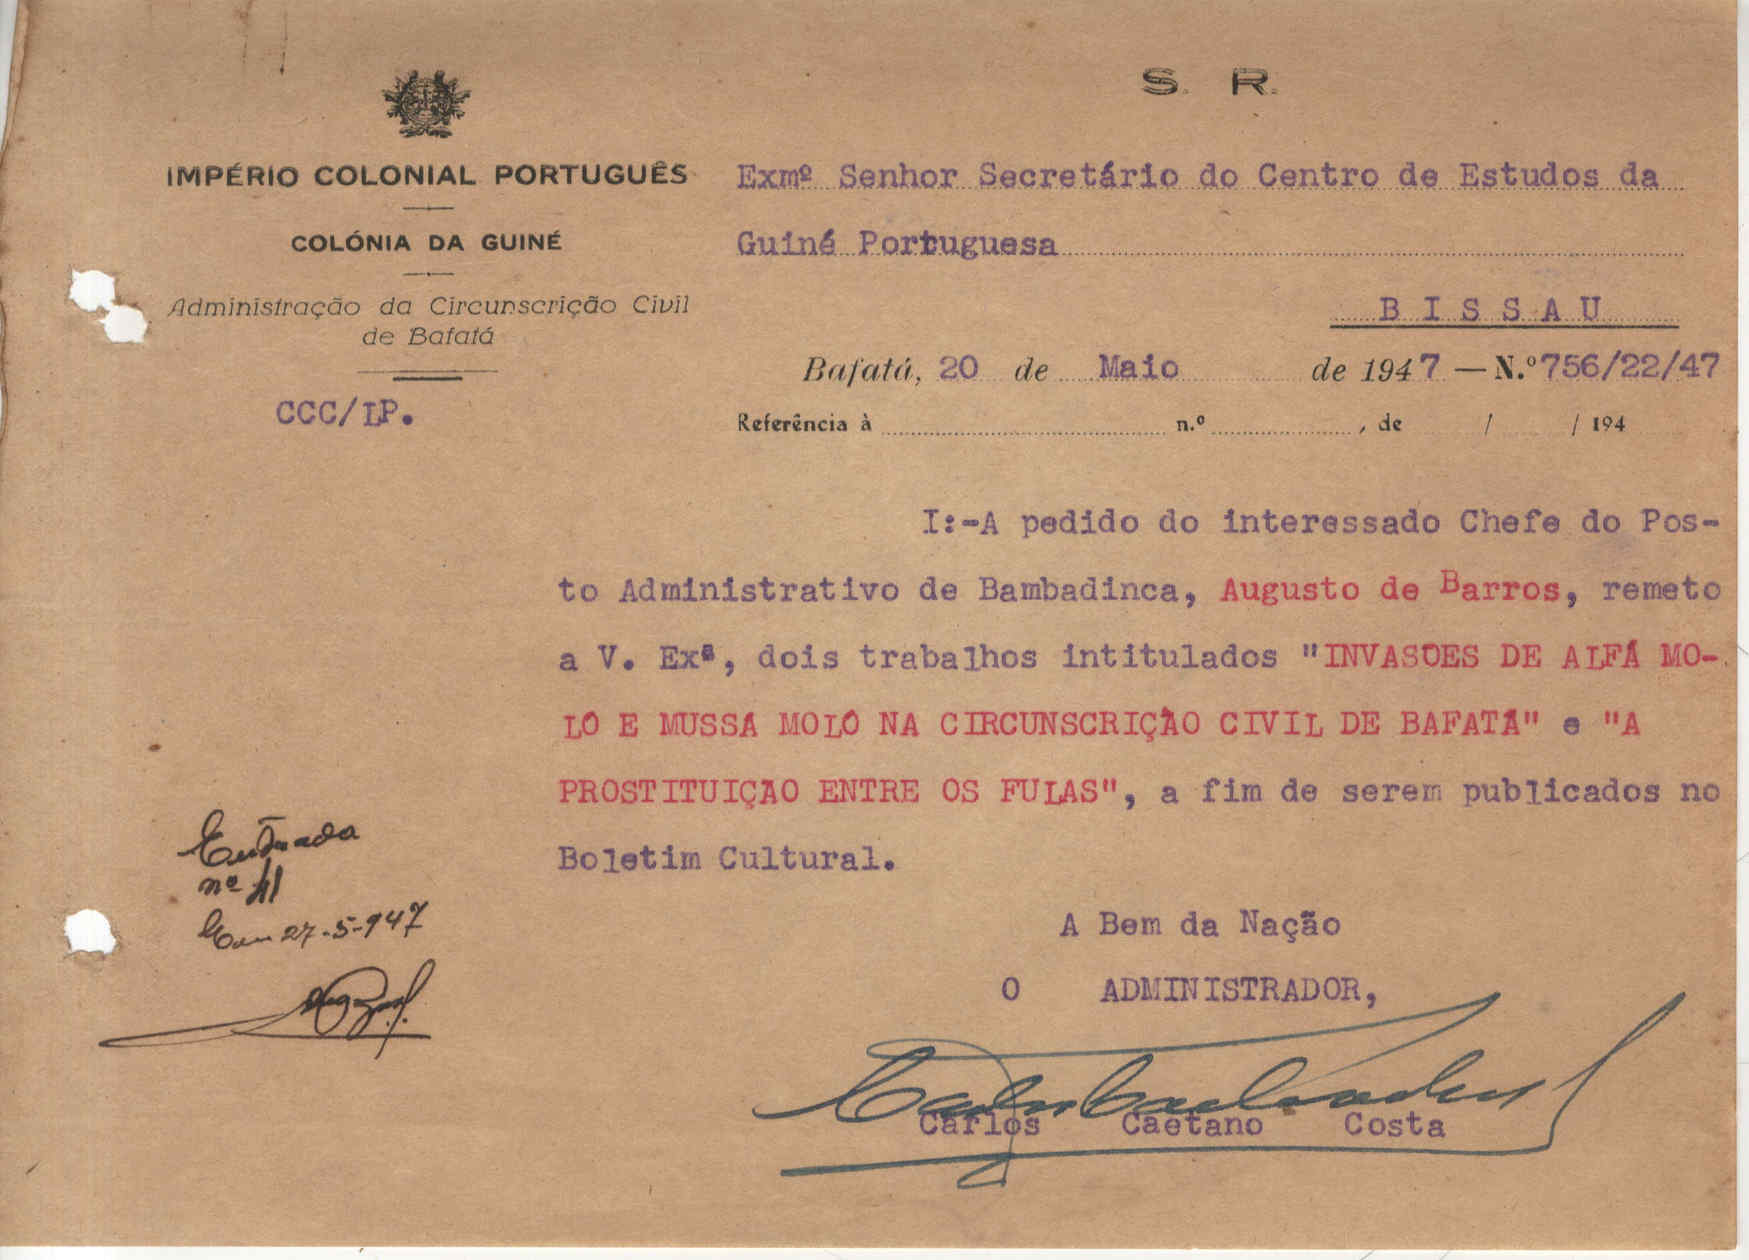 S. R.
IMPÉRIO COLONIAL PORTUGUÊS
COLÓNIA DA GUINÉ
Administração da Circunscrição Civil
de Bafatá
CCC/LP.
Exmº Senhor Secretário do Centro de Estudos da
Guiné Portuguesa
B I S S A U
Bafatá, 20 de Maio de 1947 — N.º 756/22/47
Referência à n.º , de / / 194
I:-A pedido do interessado Chefe do Pos-
to Administrativo de Bambadinca, Augusto de Barros, remeto
a V. Exª, dois trabalhos intitulados "INVASOES DE ALFÁ MO-
LÓ E MUSSÁ MOLÓ NA CIRCUNSCRIÇÃO CIVIL DE BAFATÁ" e "A
PROSTITUIÇÃO ENTRE OS FULAS", a fim de serem publicados no
Boletim Cultural.
A Bem da Nação
O ADMINISTRADOR,
Carlos Caetano Costa
Entrada
nº 11
Em 27-5-947